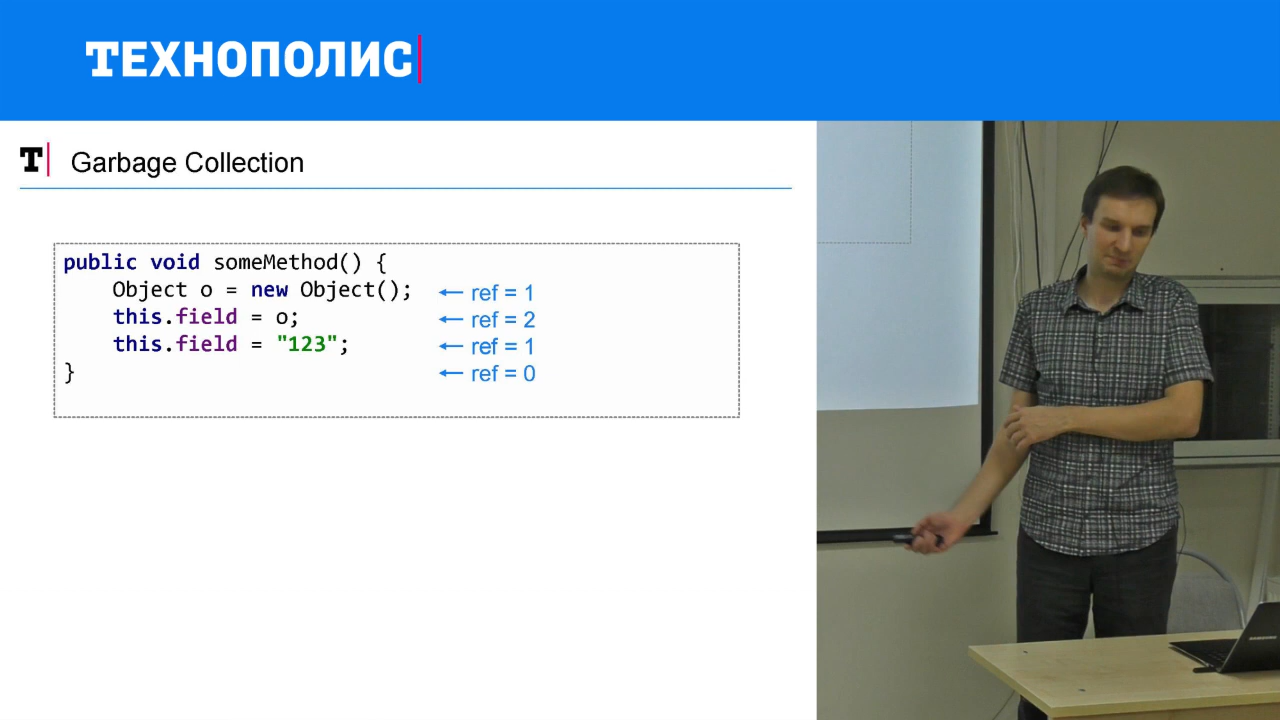 ТЕХНОПОЛИС
T Garbage Collection
public void someMethod() {
Object o = new Object(); ← ref = 1
this.field = o; ← ref = 2
this.field = "123"; ← ref = 1
} ← ref = 0
SAMSUNG